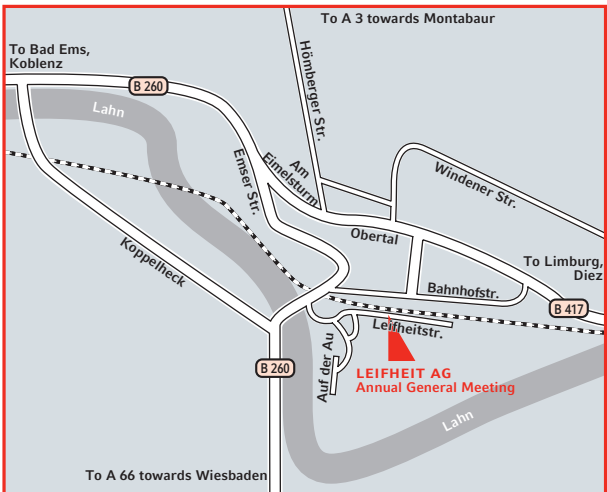 To A 3 towards Montabaur
To Bad Ems,
Koblenz
B 260
Lahn
Hömberger Str.
Am
Eimelsturm
Emser Str.
Windener Str.
Obertal
Koppelheck
To Limburg,
Diez
Bahnhofstr.
B 417
Leifheitstr.
Auf der Au
B 260
LEIFHEIT AG
Annual General Meeting
Lahn
To A 66 towards Wiesbaden